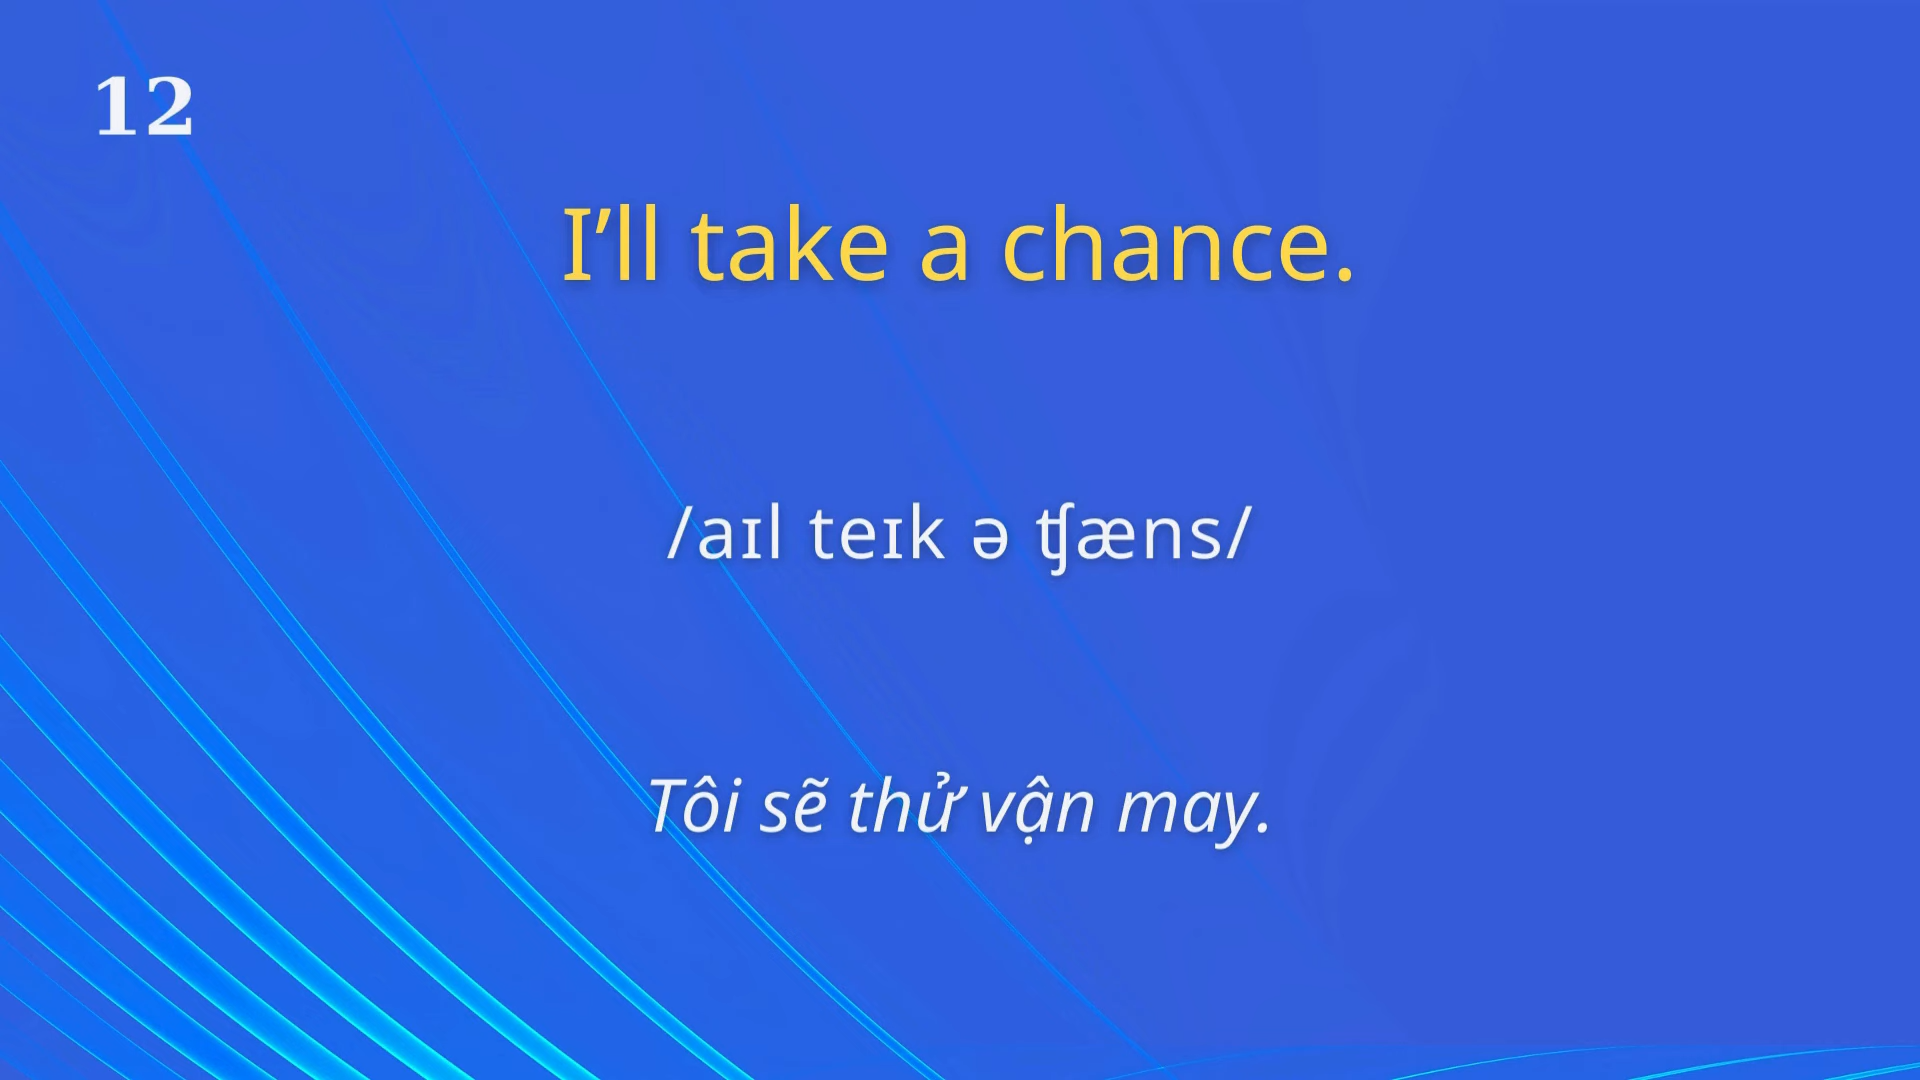 12
I’ll take a chance.
/aɪl teɪk ə ʧæns/
Tôi sẽ thử vận may.